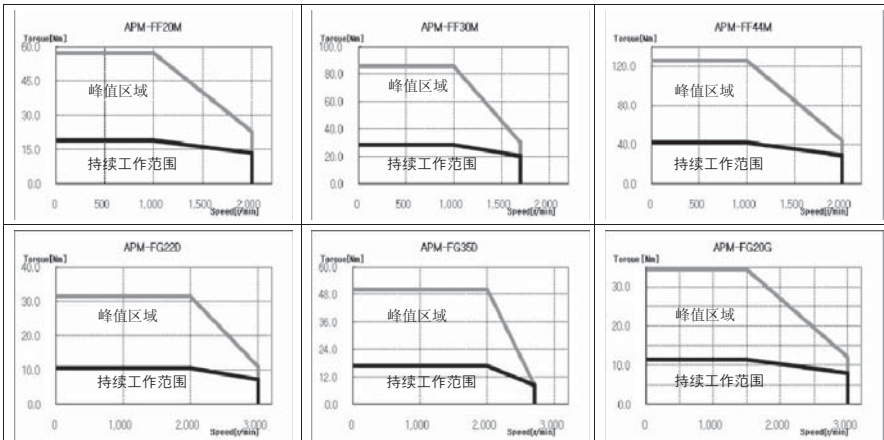 APM-FF20M
Torque[Nm]
60.0
45.0
30.0
15.0
0.0
峰值区域
持续工作范围
0 500 1,000 1,500 2,000
Speed[r/min]
APM-FF30M
Torque[Nm]
100.0
80.0
60.0
40.0
20.0
0.0
峰值区域
持续工作范围
0 500 1,000 1,500 2,000
Speed[r/min]
APM-FF44M
Torque[Nm]
120.0
80.0
40.0
0.0
峰值区域
持续工作范围
0 500 1,000 1,500 2,000
Speed[r/min]
APM-FG22D
Torque[Nm]
40.0
30.0
20.0
10.0
0.0
峰值区域
持续工作范围
0 1,000 2,000 3,000
Speed[r/min]
APM-FG35D
Torque[Nm]
60.0
48.0
36.0
24.0
12.0
0.0
峰值区域
持续工作范围
0 1,000 2,000 3,000
Speed[r/min]
APM-FG20G
Torque[Nm]
30.0
20.0
10.0
0.0
峰值区域
持续工作范围
0 1,000 2,000 3,000
Speed[r/min]